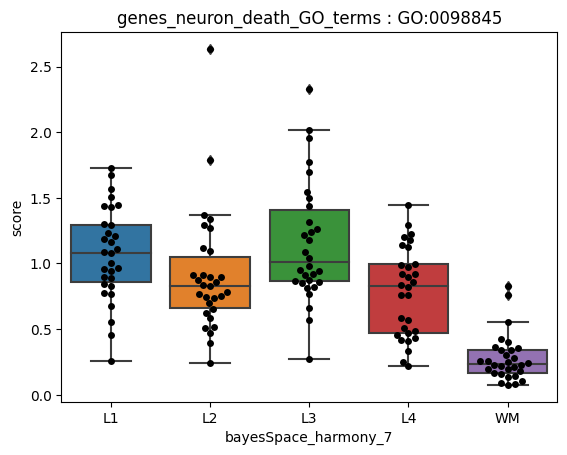 genes_neuron_death_GO_terms : GO:0098845
score
2.5
2.0
1.5
1.0
0.5
0.0
L1 L2 L3 L4 WM
bayesSpace_harmony_7